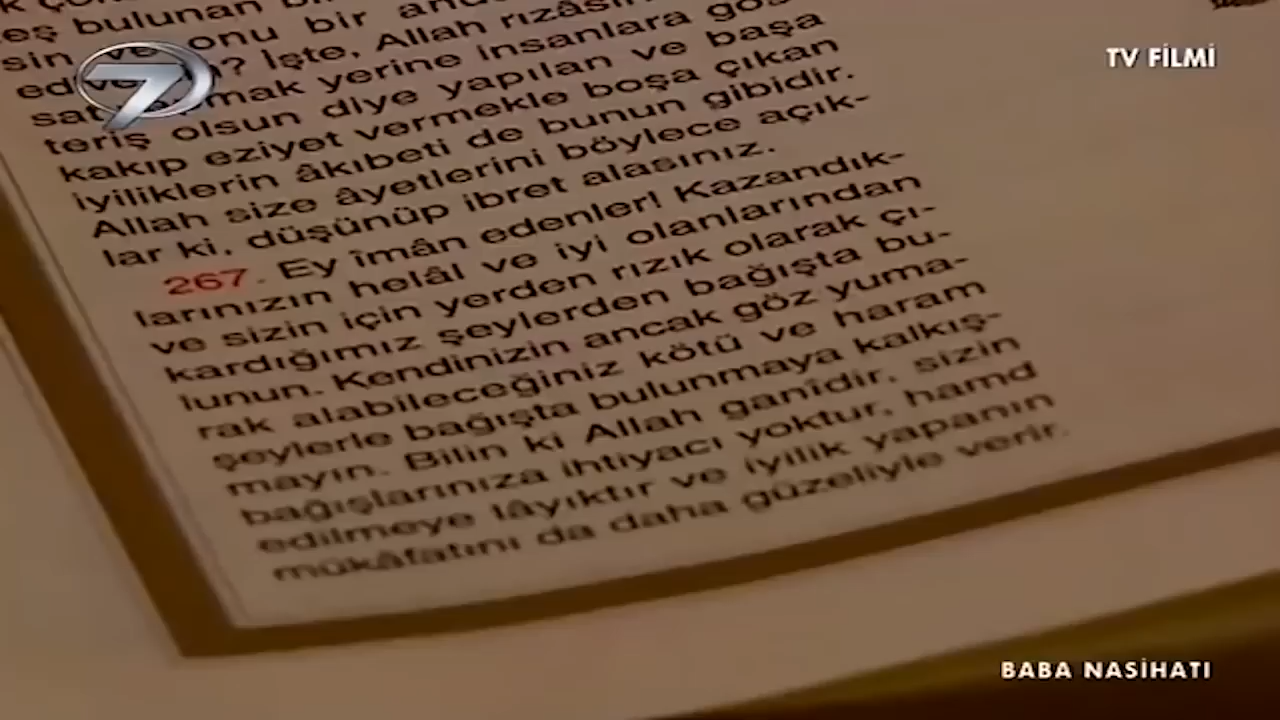 eş bulunan
onu bir
? İşte, Allah rızasın
mak yerine insanlara gös
teriş olsun diye yapılan ve başa
kakıp eziyet vermekle boşa çıkan
iyiliklerin âkıbeti de bunun gibidir.
Allah size âyetlerini böylece açık-
lar ki, düşünüp ibret alasınız.
267. Ey îmân edenler! Kazandık-
larınızın helâl ve iyi olanlarından
ve sizin için yerden rızık olarak çı-
kardığımız şeylerden bağışta bu-
lunun. Kendinizin ancak göz yuma-
rak alabileceğiniz kötü ve haram
şeylerle bağışta bulunmaya kalkış-
mayın. Bilin ki Allah ganîdir, sizin
bağışlarınıza ihtiyacı yoktur, hamd
edilmeye lâyıktır ve iyilik yapanın
mükâfatını da daha güzeliyle verir.
7
TV FİLMİ
BABA NASİHATI